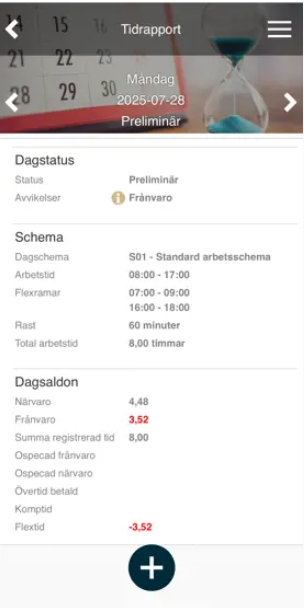 Tidrapport
14 15 16
21 22 23
28 29 30
Måndag
2025-07-28
Preliminär
Dagstatus
Status Preliminär
Avvikelser Frånvaro
Schema
Dagschema S01 - Standard arbetsschema
Arbetstid 08:00 - 17:00
Flexramar 07:00 - 09:00
16:00 - 18:00
Rast 60 minuter
Total arbetstid 8,00 timmar
Dagsaldon
Närvaro 4,48
Frånvaro 3,52
Summa registrerad tid 8,00
Ospecad frånvaro
Ospecad närvaro
Övertid betald
Komptid
Flextid -3,52